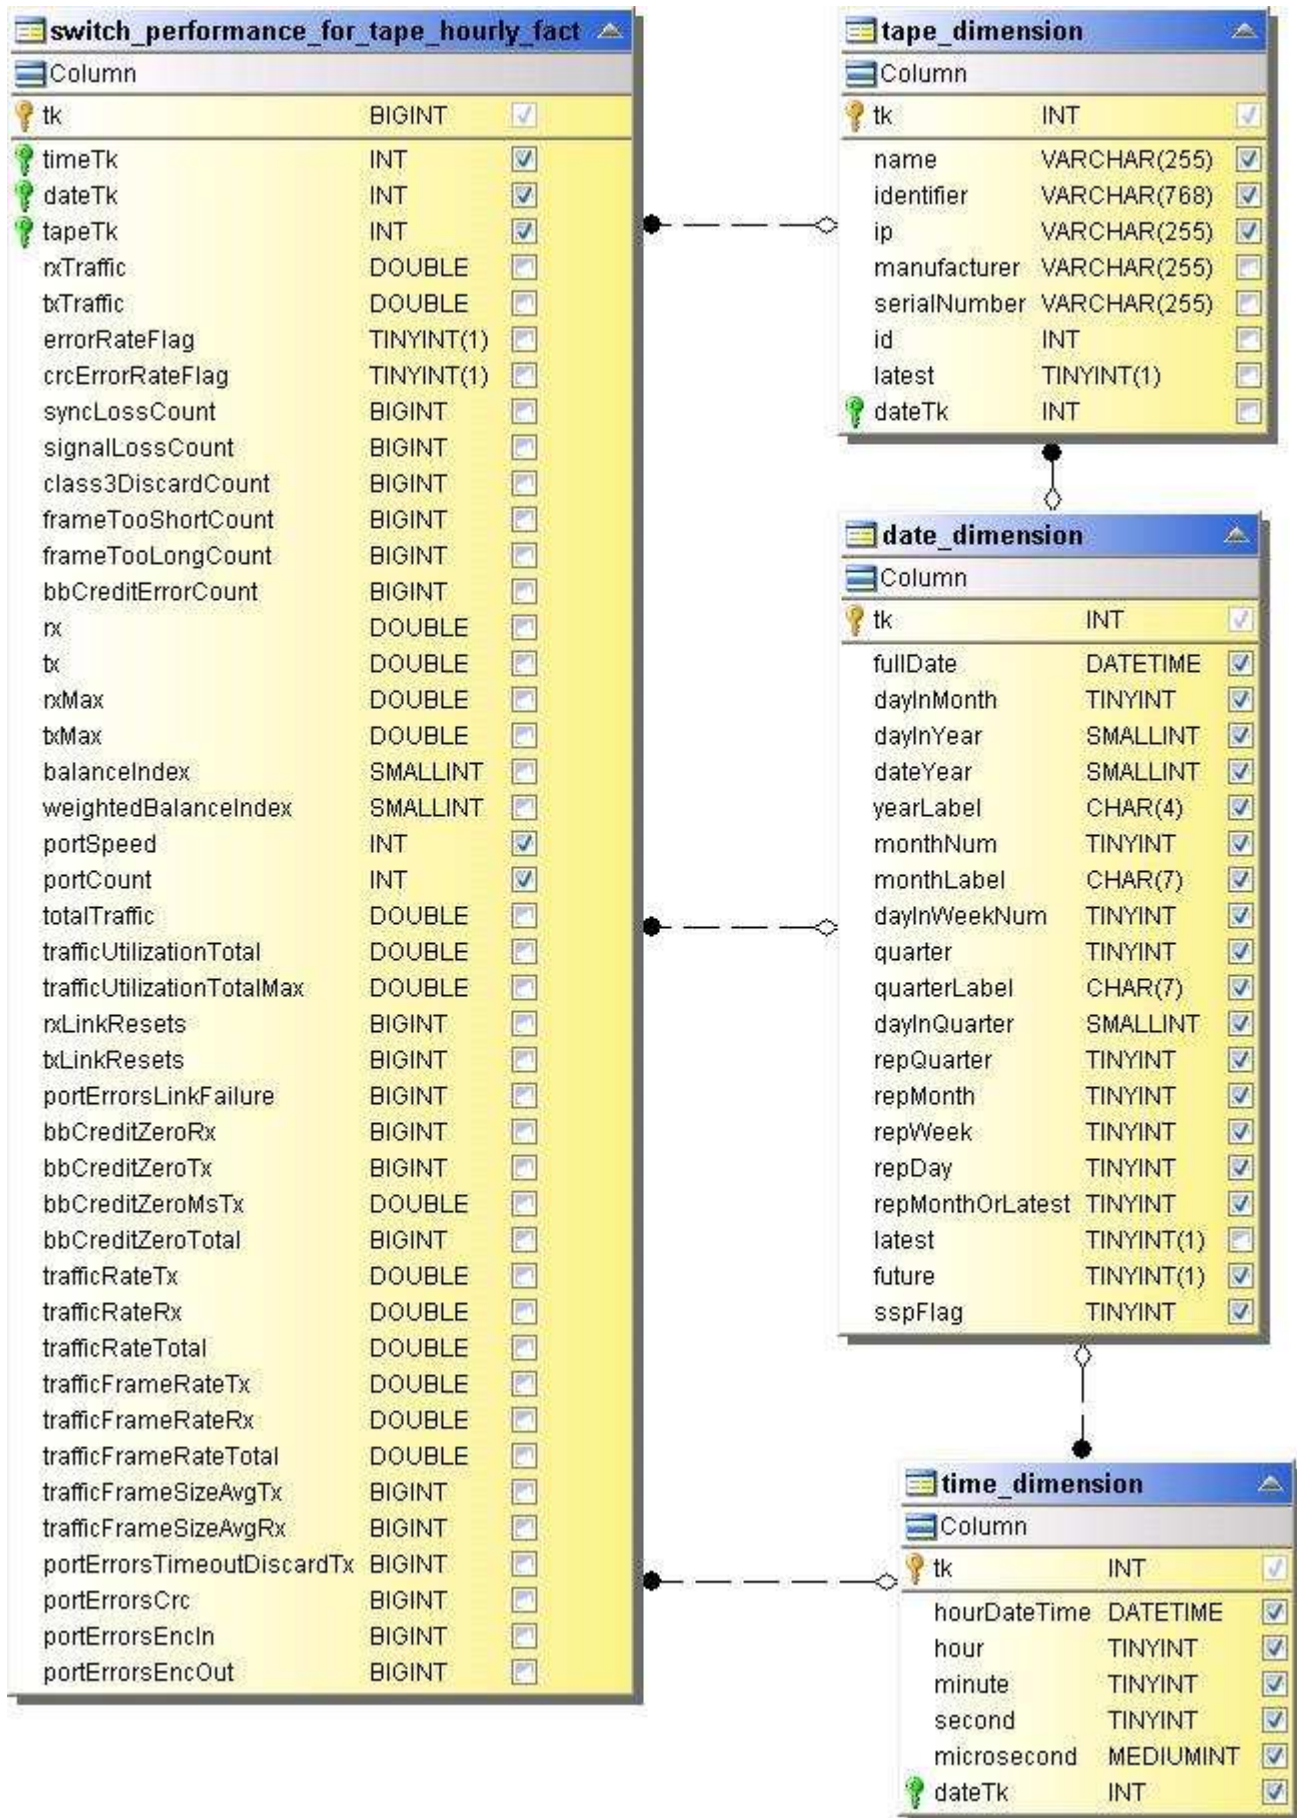 switch_performance_for_tape_hourly_fact
Column
tk BIGINT
timeTk INT
dateTk INT
tapeTk INT
rxTraffic DOUBLE
txTraffic DOUBLE
errorRateFlag TINYINT(1)
crcErrorRateFlag TINYINT(1)
syncLossCount BIGINT
signalLossCount BIGINT
class3DiscardCount BIGINT
frameTooShortCount BIGINT
frameTooLongCount BIGINT
bbCreditErrorCount BIGINT
rx DOUBLE
tx DOUBLE
rxMax DOUBLE
txMax DOUBLE
balanceIndex SMALLINT
weightedBalanceIndex SMALLINT
portSpeed INT
portCount INT
totalTraffic DOUBLE
trafficUtilizationTotal DOUBLE
trafficUtilizationTotalMax DOUBLE
rxLinkResets BIGINT
txLinkResets BIGINT
portErrorsLinkFailure BIGINT
bbCreditZeroRx BIGINT
bbCreditZeroTx BIGINT
bbCreditZeroMsTx DOUBLE
bbCreditZeroTotal BIGINT
trafficRateTx DOUBLE
trafficRateRx DOUBLE
trafficRateTotal DOUBLE
trafficFrameRateTx DOUBLE
trafficFrameRateRx DOUBLE
trafficFrameRateTotal DOUBLE
trafficFrameSizeAvgTx BIGINT
trafficFrameSizeAvgRx BIGINT
portErrorsTimeoutDiscardTx BIGINT
portErrorsCrc BIGINT
portErrorsEncIn BIGINT
portErrorsEncOut BIGINT
tape_dimension
Column
tk INT
name VARCHAR(255)
identifier VARCHAR(768)
ip VARCHAR(255)
manufacturer VARCHAR(255)
serialNumber VARCHAR(255)
id INT
latest TINYINT(1)
dateTk INT
date_dimension
Column
tk INT
fullDate DATETIME
dayInMonth TINYINT
dayInYear SMALLINT
dateYear SMALLINT
yearLabel CHAR(4)
monthNum TINYINT
monthLabel CHAR(7)
dayInWeekNum TINYINT
quarter TINYINT
quarterLabel CHAR(7)
dayInQuarter SMALLINT
repQuarter TINYINT
repMonth TINYINT
repWeek TINYINT
repDay TINYINT
repMonthOrLatest TINYINT
latest TINYINT(1)
future TINYINT(1)
sspFlag TINYINT
time_dimension
Column
tk INT
hourDateTime DATETIME
hour TINYINT
minute TINYINT
second TINYINT
microsecond MEDIUMINT
dateTk INT